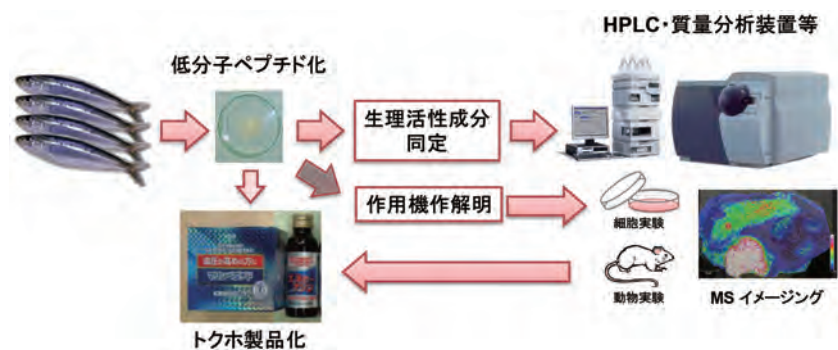 HPLC・質量分析装置等
低分子ペプチド化
生理活性成分
同定
作用機作解明
細胞実験
動物実験
MS イメージング
トクホ製品化